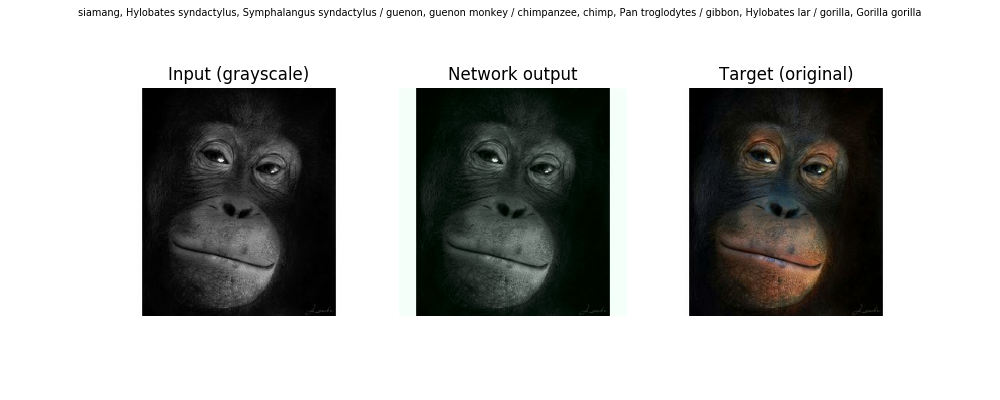 siamang, Hylobates syndactylus, Symphalangus syndactylus / guenon, guenon monkey / chimpanzee, chimp, Pan troglodytes / gibbon, Hylobates lar / gorilla, Gorilla gorilla
Input (grayscale)
Network output
Target (original)